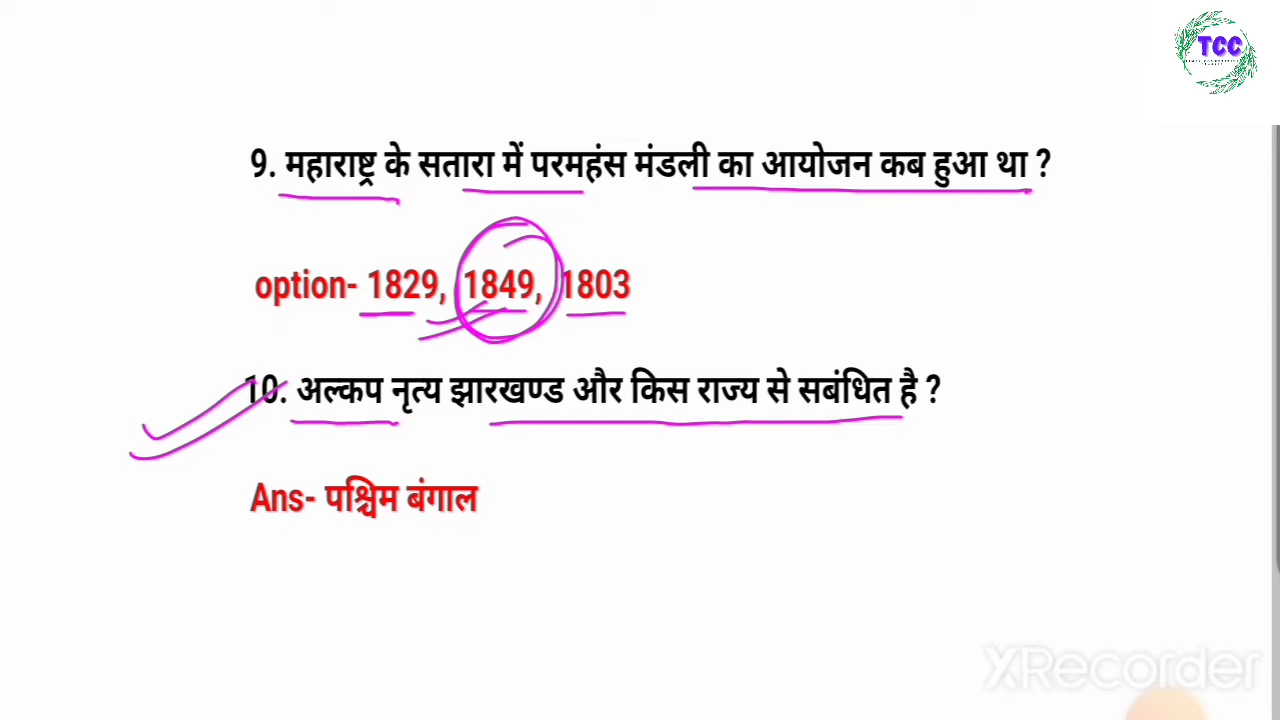 TCC
9. महाराष्ट्र के सतारा में परमहंस मंडली का आयोजन कब हुआ था ?
option- 1829, 1849, 1803
10. अल्कप नृत्य झारखण्ड और किस राज्य से सबंधित है ?
Ans- पश्चिम बंगाल
XRecorder